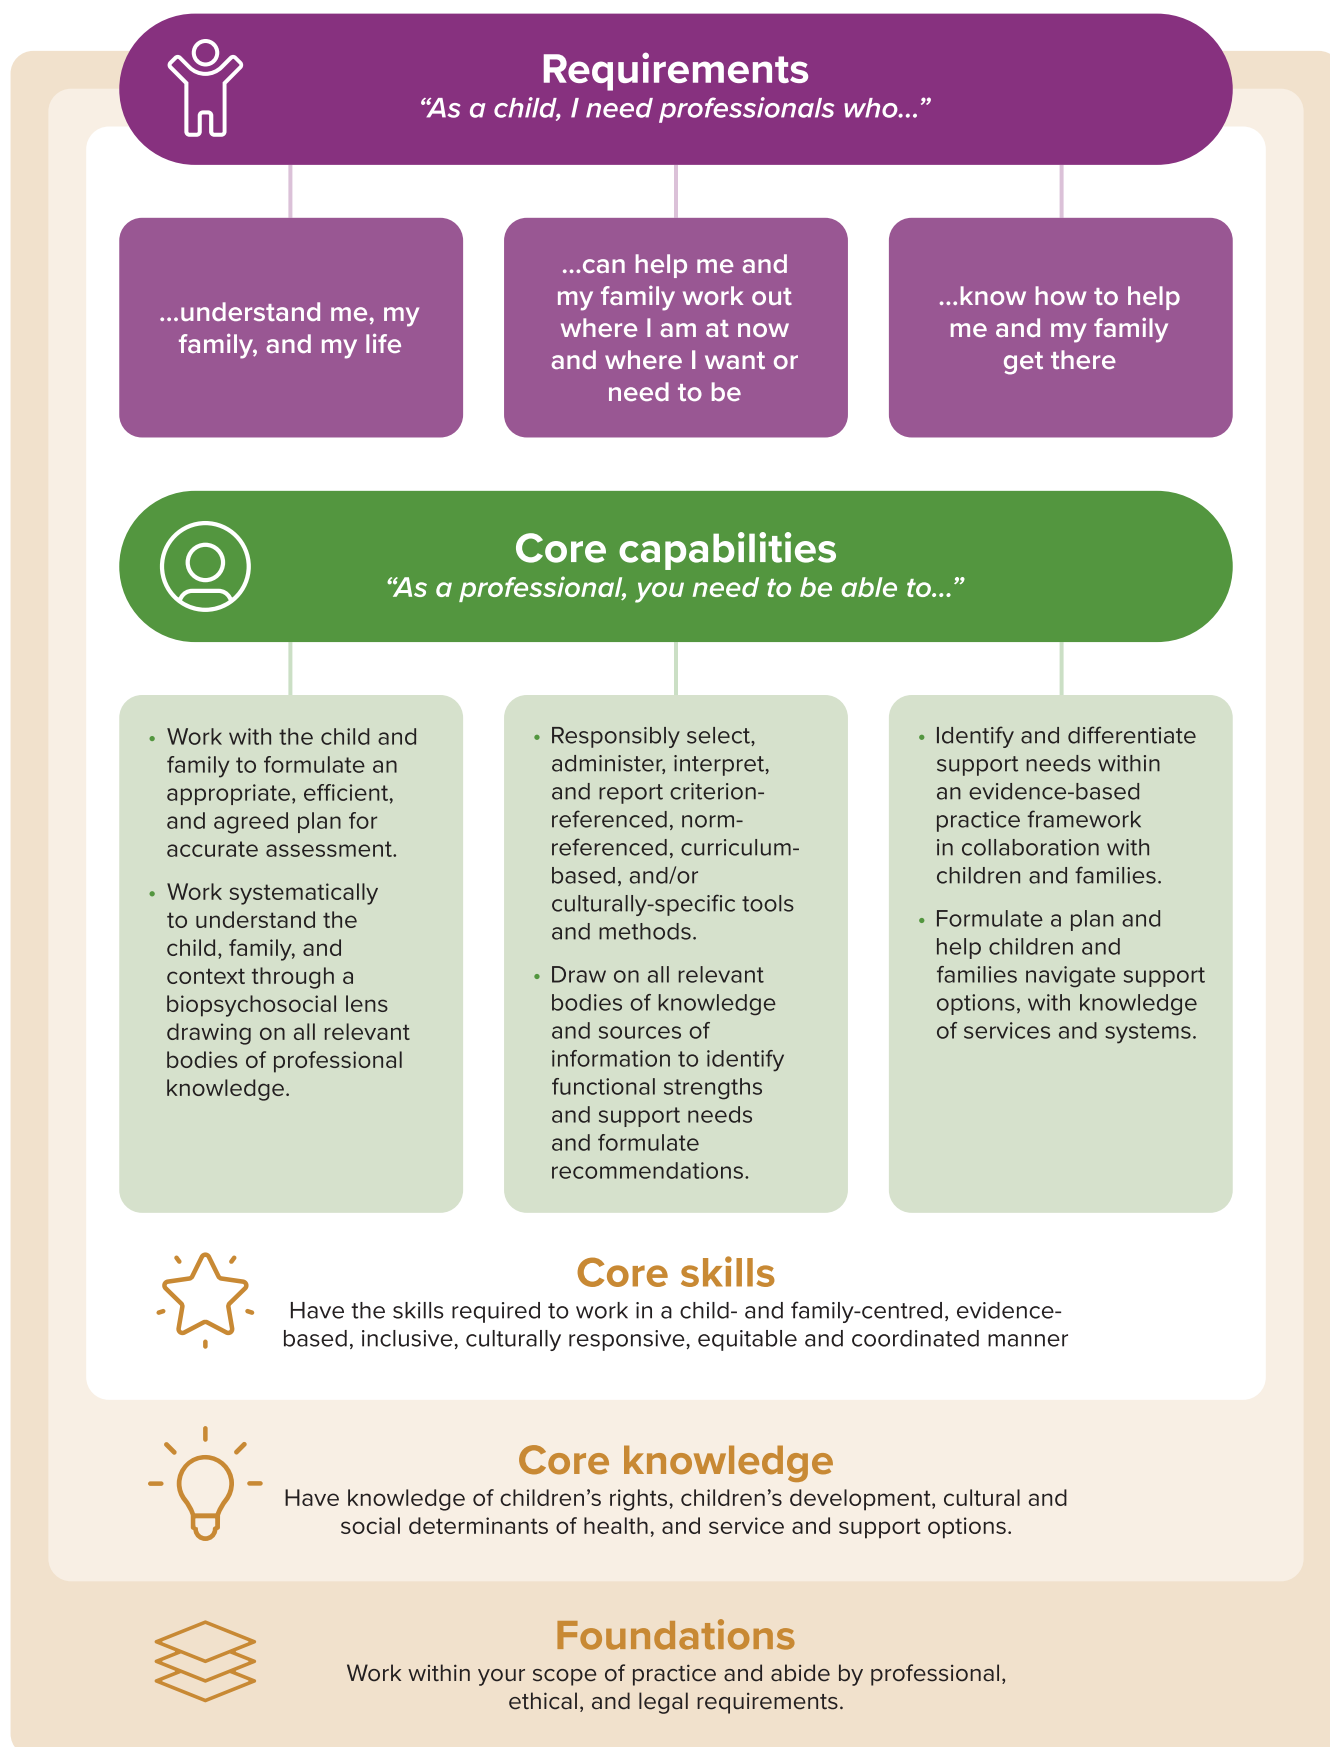 Requirements
“As a child, I need professionals who...”
...understand me, my
family, and my life
...can help me and
my family work out
where I am at now
and where I want or
need to be
...know how to help
me and my family
get there
Core capabilities
“As a professional, you need to be able to...”
• Work with the child and
family to formulate an
appropriate, efficient,
and agreed plan for
accurate assessment.
• Work systematically
to understand the
child, family, and
context through a
biopsychosocial lens
drawing on all relevant
bodies of professional
knowledge.
• Responsibly select,
administer, interpret,
and report criterion-
referenced, norm-
referenced, curriculum-
based, and/or
culturally-specific tools
and methods.
• Draw on all relevant
bodies of knowledge
and sources of
information to identify
functional strengths
and support needs
and formulate
recommendations.
• Identify and differentiate
support needs within
an evidence-based
practice framework
in collaboration with
children and families.
• Formulate a plan and
help children and
families navigate support
options, with knowledge
of services and systems.
Core skills
Have the skills required to work in a child- and family-centred, evidence-
based, inclusive, culturally responsive, equitable and coordinated manner
Core knowledge
Have knowledge of children’s rights, children’s development, cultural and
social determinants of health, and service and support options.
Foundations
Work within your scope of practice and abide by professional,
ethical, and legal requirements.